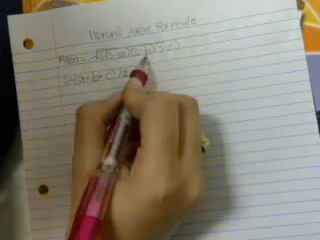 Heron's Area Formula
Area = √S(S-a)(S-b)(S-c)
S=(a+b+c)/2